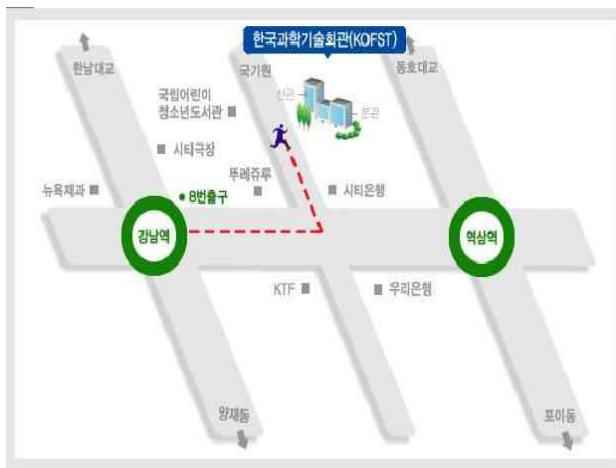 한국과학기술회관(KOFST)
한남대교
국기원
동호대교
신관
본관
국립어린이
청소년도서관
시티극장
뚜레쥬루
시티은행
뉴욕제과
8번출구
강남역
역삼역
KTF
우리은행
양재동
포이동